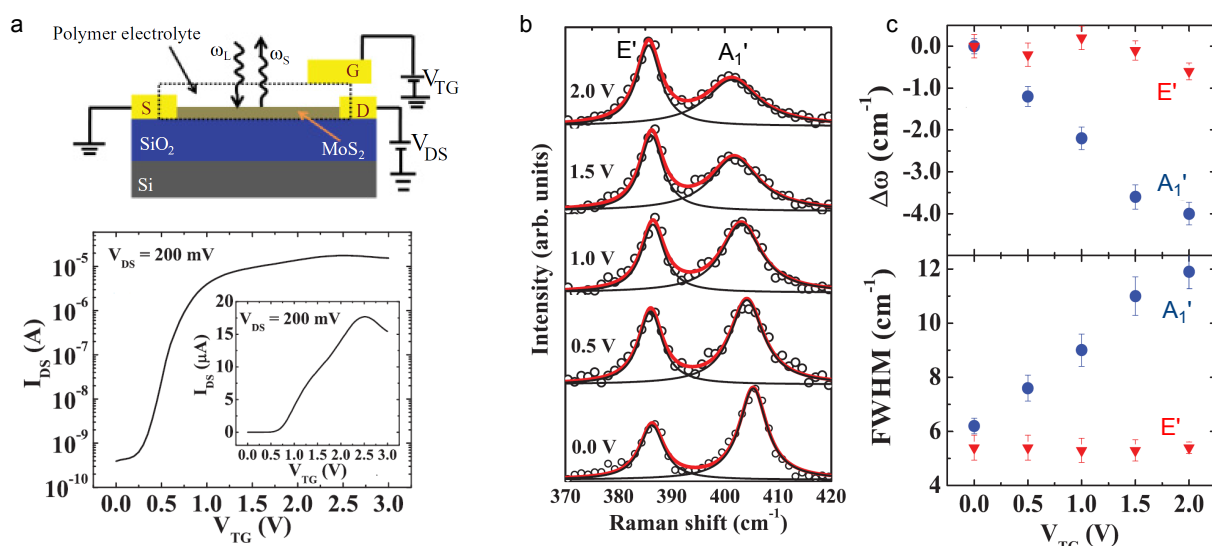 a
Polymer electrolyte
ω_L
ω_S
G
V_TG
S
D
SiO₂
MoS₂
V_DS
Si
V_DS = 200 mV
10⁻⁵
10⁻⁶
10⁻⁷
10⁻⁸
10⁻⁹
10⁻¹⁰
I_DS (A)
0.0 0.5 1.0 1.5 2.0 2.5 3.0
V_TG (V)
V_DS = 200 mV
20
15
10
5
0
I_DS (μA)
0.0 0.5 1.0 1.5 2.0 2.5 3.0
V_TG (V)
b
E'
A₁'
2.0 V
1.5 V
1.0 V
0.5 V
0.0 V
Intensity (arb. units)
370 380 390 400 410 420
Raman shift (cm⁻¹)
c
0.0
-1.0
-2.0
-3.0
-4.0
Δω (cm⁻¹)
E'
A₁'
12
10
8
6
4
FWHM (cm⁻¹)
A₁'
E'
0.0 0.5 1.0 1.5 2.0
V_TG (V)